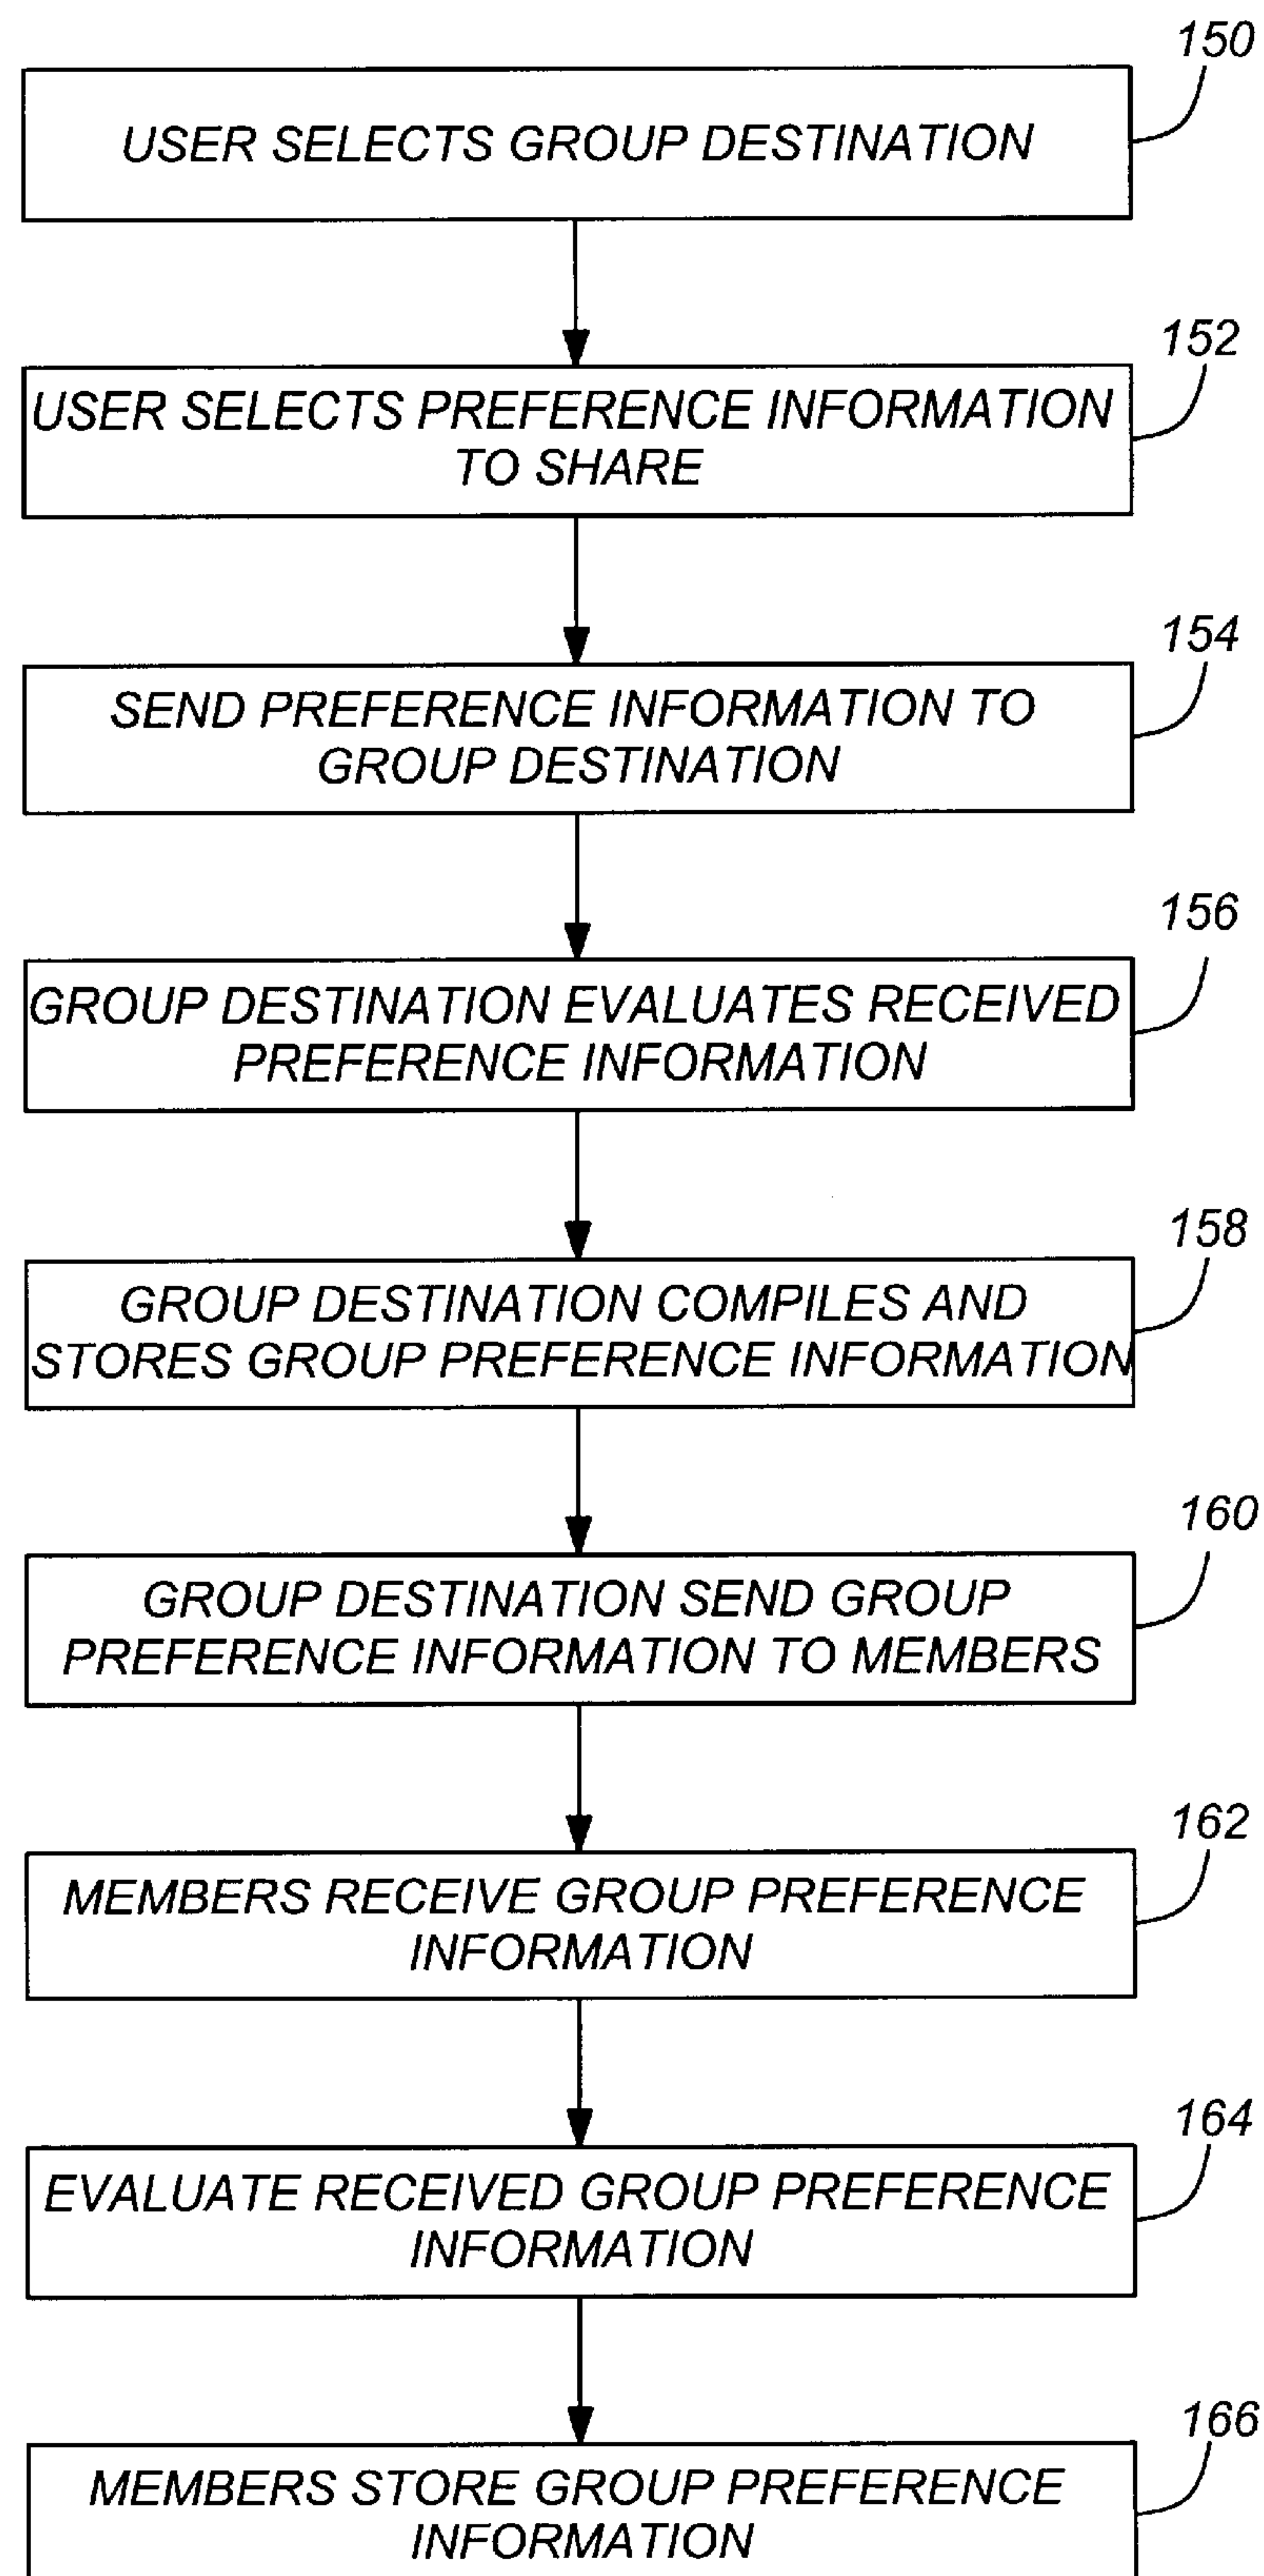 150
USER SELECTS GROUP DESTINATION
152
USER SELECTS PREFERENCE INFORMATION
TO SHARE
154
SEND PREFERENCE INFORMATION TO
GROUP DESTINATION
156
GROUP DESTINATION EVALUATES RECEIVED
PREFERENCE INFORMATION
158
GROUP DESTINATION COMPILES AND
STORES GROUP PREFERENCE INFORMATION
160
GROUP DESTINATION SEND GROUP
PREFERENCE INFORMATION TO MEMBERS
162
MEMBERS RECEIVE GROUP PREFERENCE
INFORMATION
164
EVALUATE RECEIVED GROUP PREFERENCE
INFORMATION
166
MEMBERS STORE GROUP PREFERENCE
INFORMATION